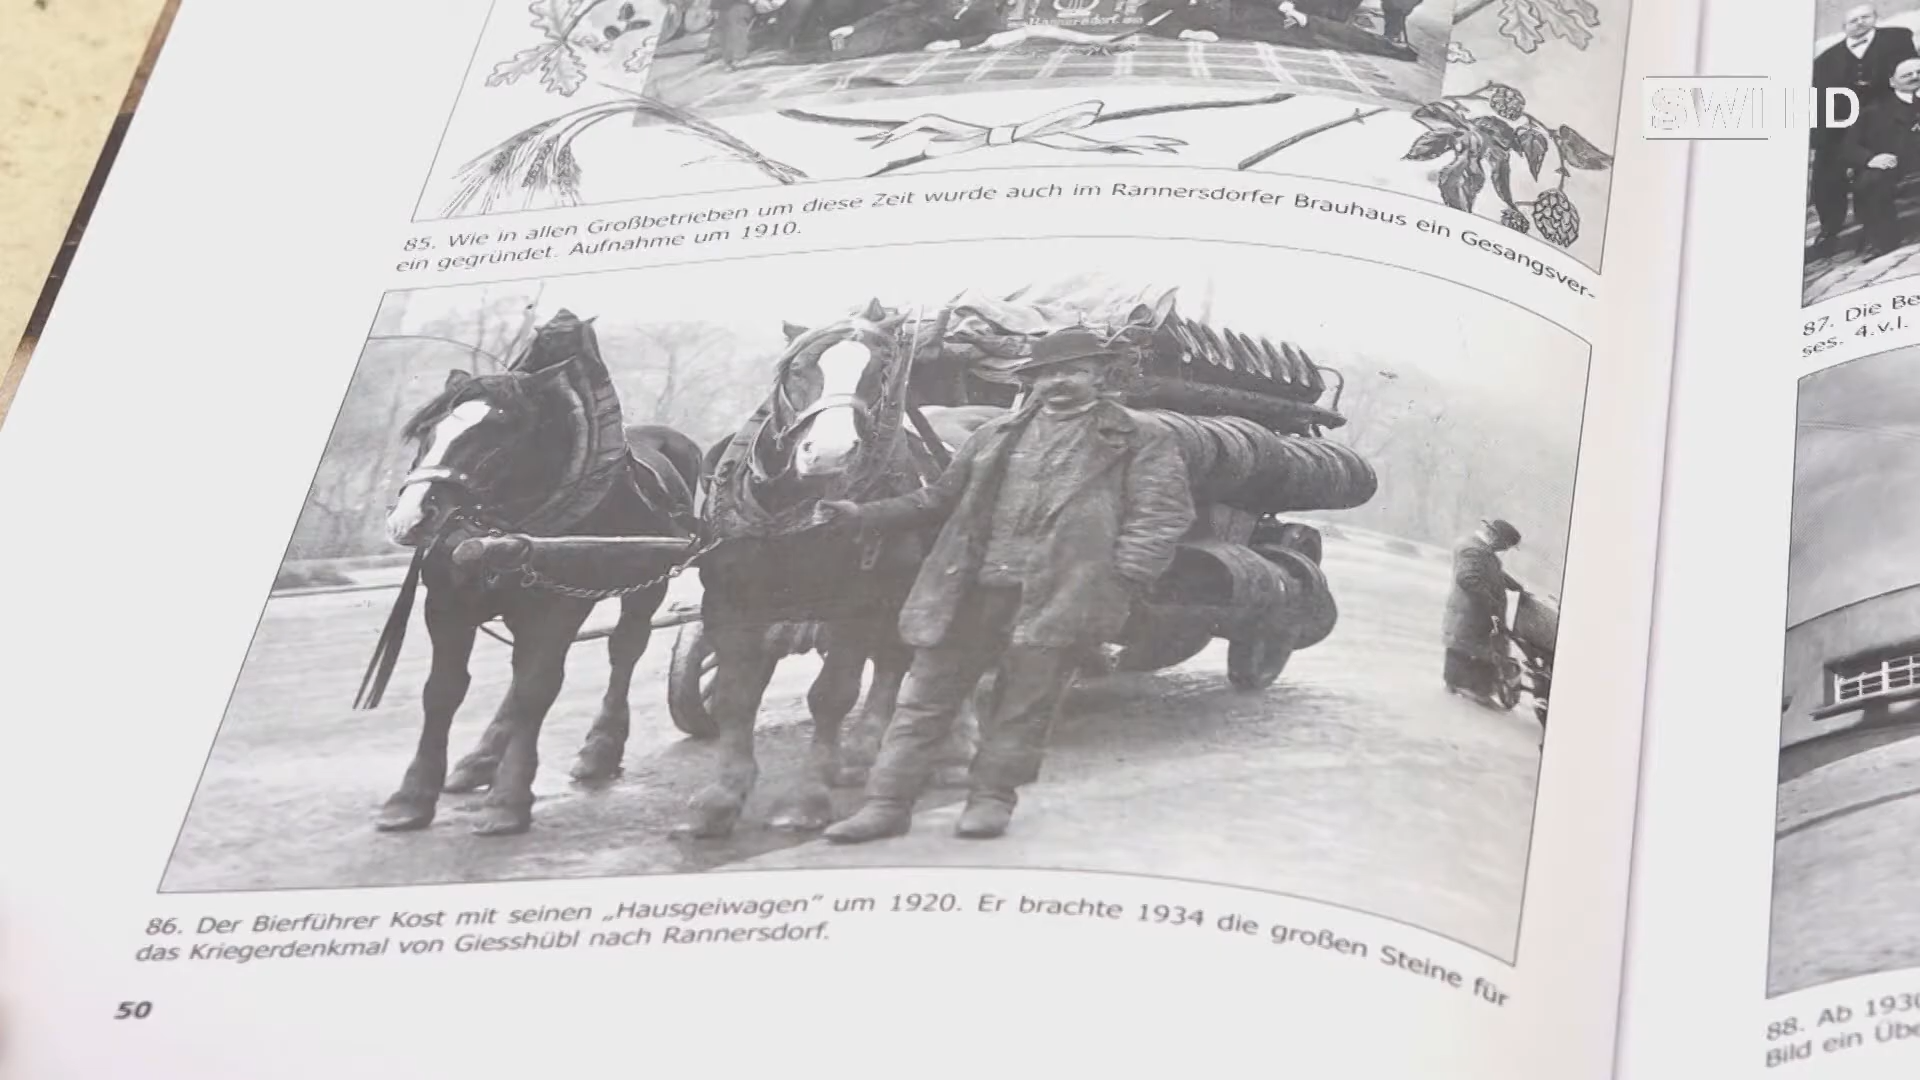 Rannersdorf
SW1 HD
85. Wie in allen Großbetrieben um diese Zeit wurde auch im Rannersdorfer Brauhaus ein Gesangsver-
ein gegründet. Aufnahme um 1910.
86. Der Bierführer Kost mit seinen „Hausgeiwagen“ um 1920. Er brachte 1934 die großen Steine für
das Kriegerdenkmal von Giesshübl nach Rannersdorf.
50
87. Die Be
ses. 4.v.l.
88. Ab 1930
Bild ein Übe